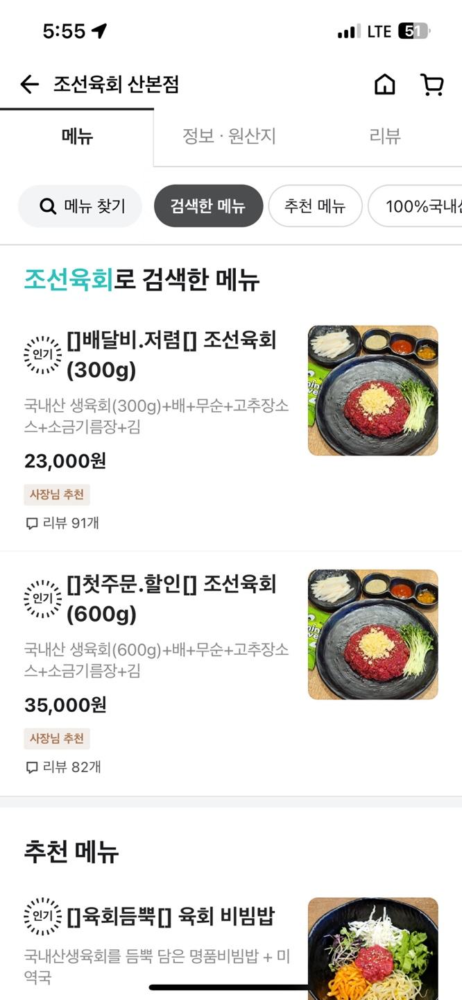 5:55
LTE 51
조선육회 산본점
메뉴
정보 · 원산지
리뷰
메뉴 찾기
검색한 메뉴
추천 메뉴
100%국내
조선육회로 검색한 메뉴
인기
[]배달비.저렴[] 조선육회
(300g)
국내산 생육회(300g)+배+무순+고추장소
스+소금기름장+김
23,000원
사장님 추천
리뷰 91개
인기
[]첫주문.할인[] 조선육회
(600g)
국내산 생육회(600g)+배+무순+고추장소
스+소금기름장+김
35,000원
사장님 추천
리뷰 82개
추천 메뉴
인기
[]육회듬뿍[] 육회 비빔밥
국내산생육회를 듬뿍 담은 명품비빔밥 + 미
역국